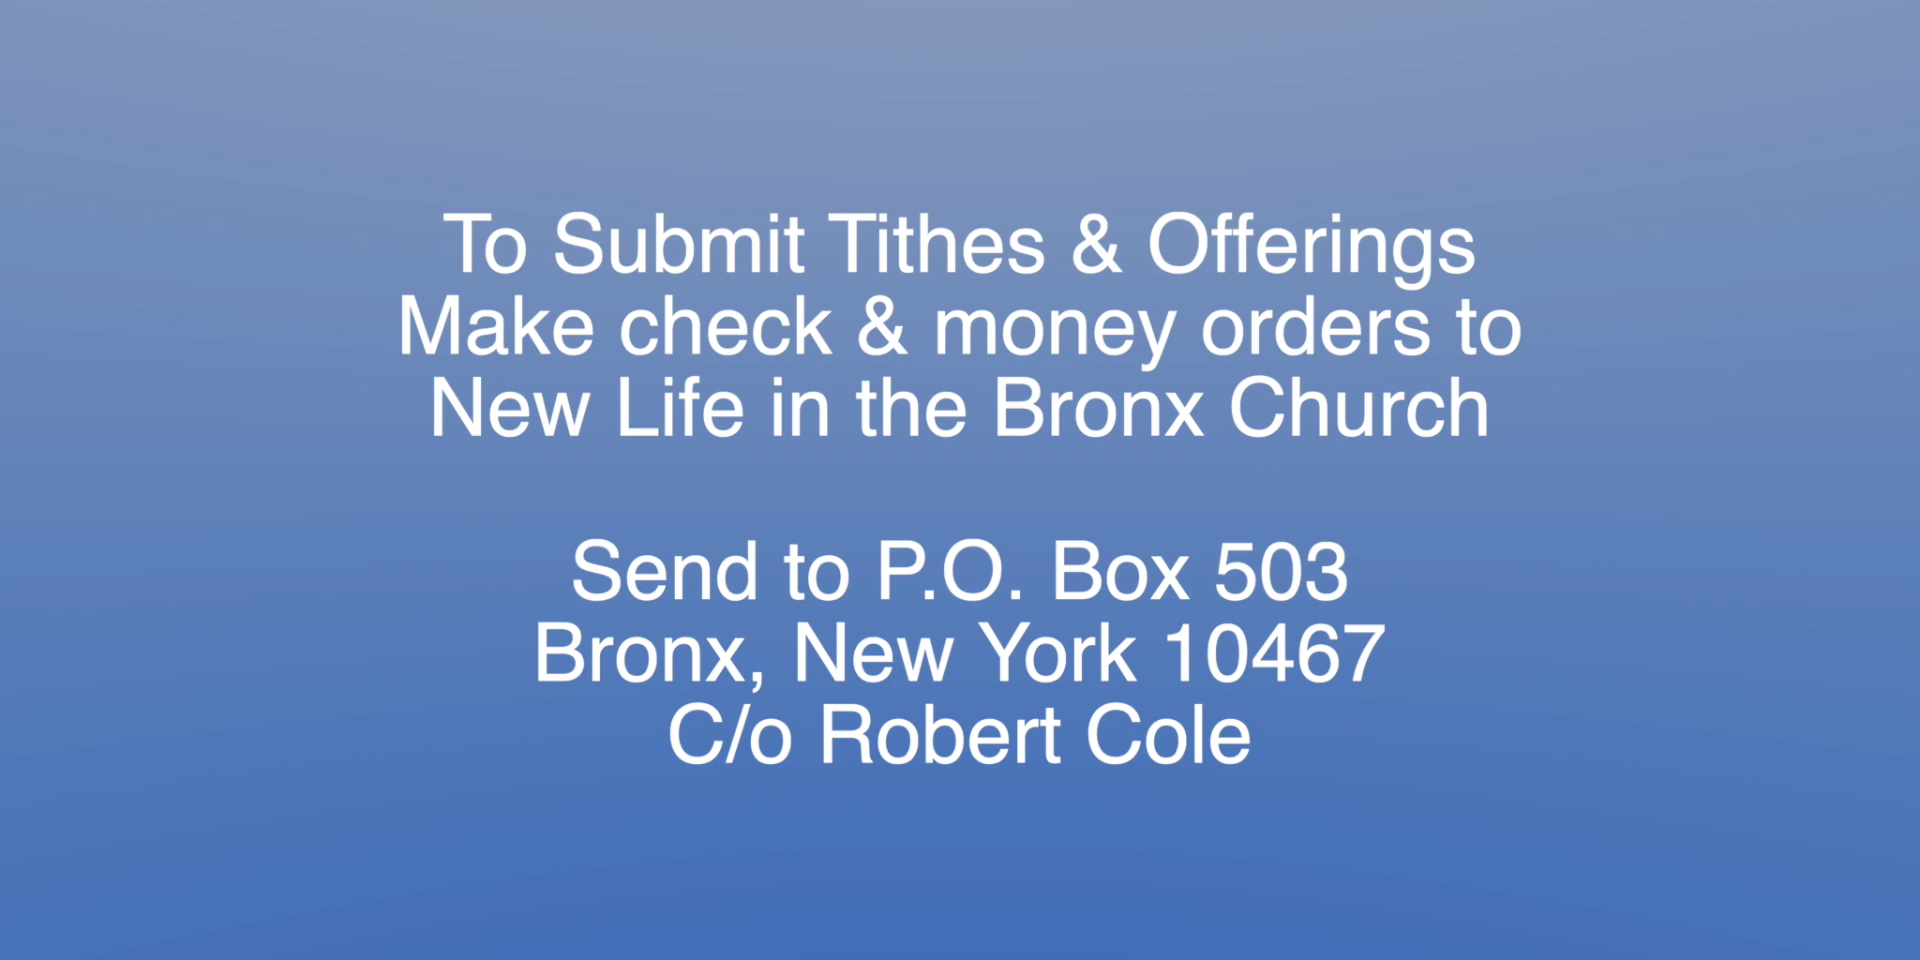 To Submit Tithes & Offerings
Make check & money orders to
New Life in the Bronx Church
Send to P.O. Box 503
Bronx, New York 10467
C/o Robert Cole